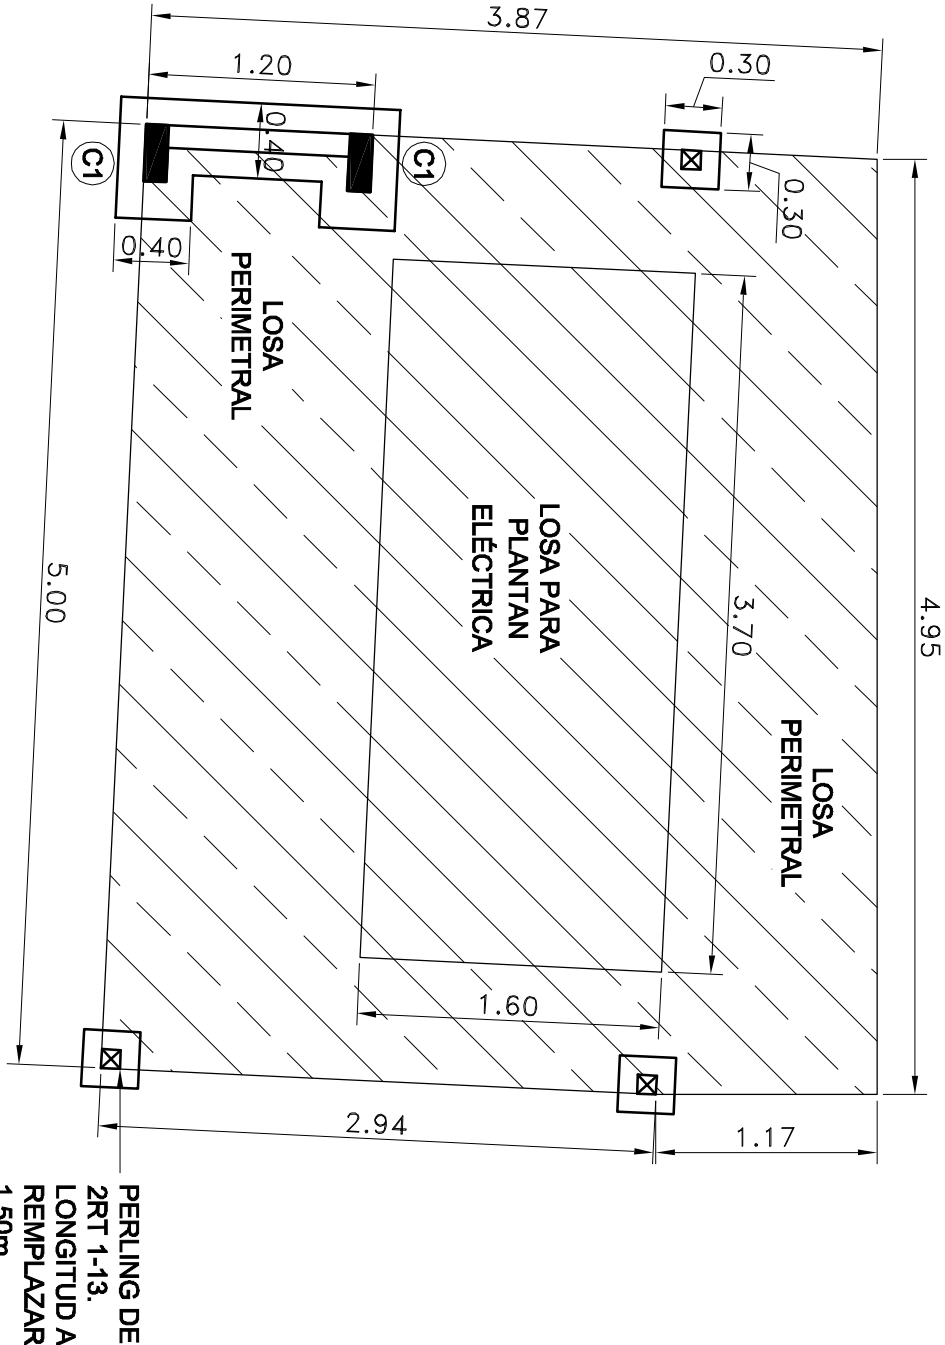 3.87
1.20
0.30
0.40
C1
C1
0.30
0.40
LOSA
PERIMETRAL
4.95
3.70
5.00
LOSA PARA
PLANTAN
ELÉCTRICA
LOSA
PERIMETRAL
1.60
2.94
1.17
PERLING DE
2RT 1-13.
LONGITUD A
REMPLAZAR
1.50m